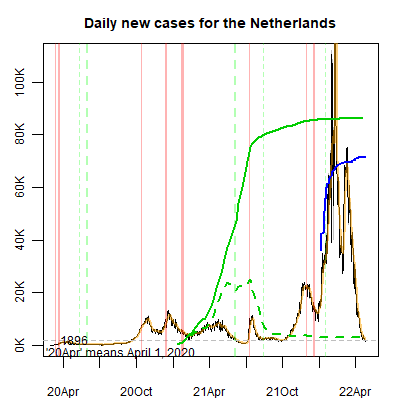 Daily new cases for the Netherlands
100K
80K
60K
40K
20K
0K
1896
'20Apr' means April 1, 2020
20Apr
20Oct
21Apr
21Oct
22Apr